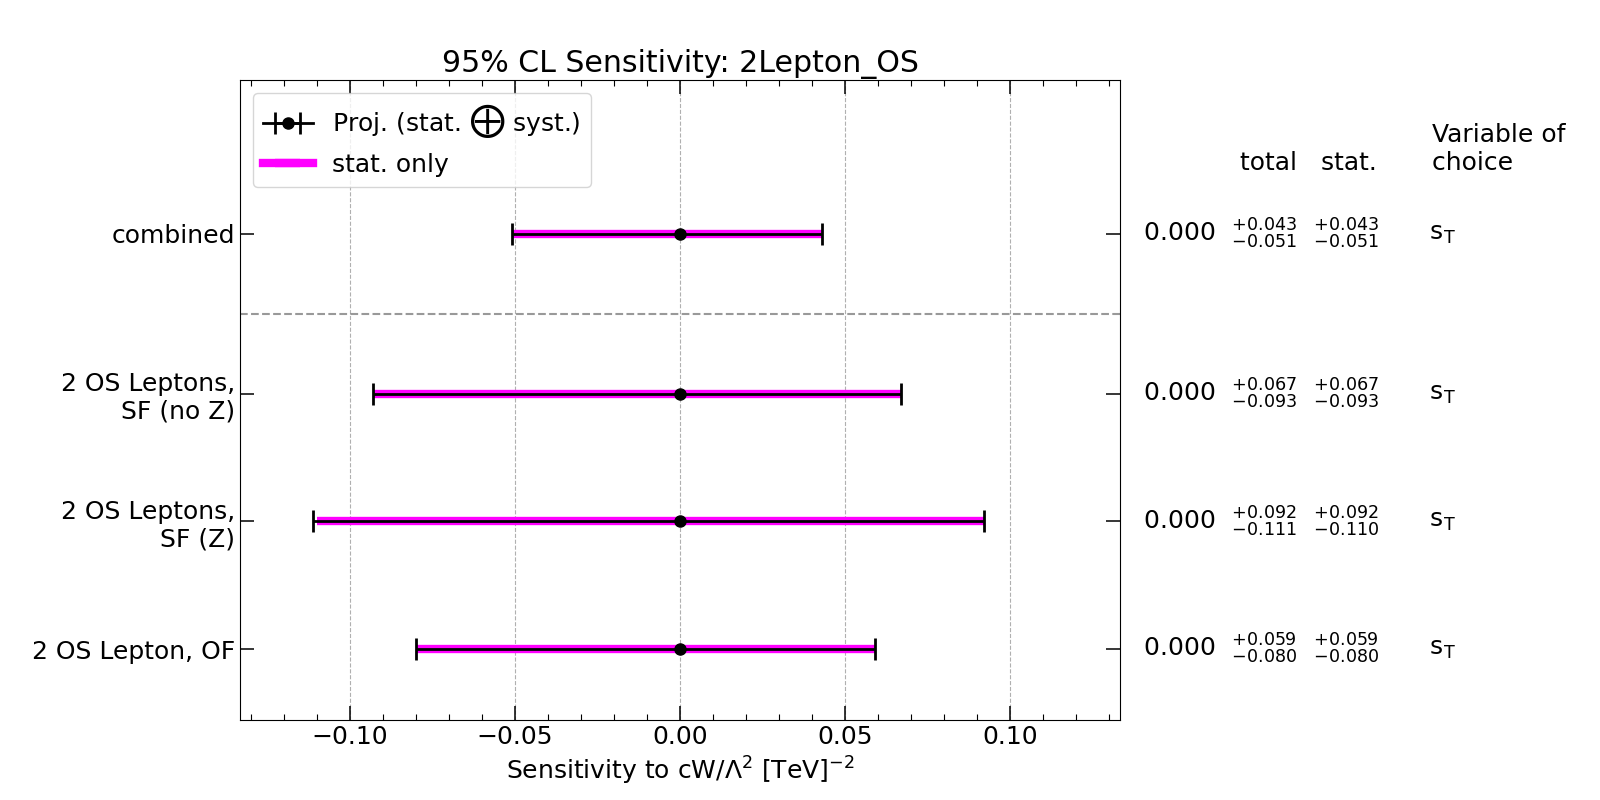 95% CL Sensitivity: 2Lepton_OS
Proj. (stat. ⊕ syst.)
stat. only
Variable of
choice
total stat.
combined 0.000 +0.043 −0.051 +0.043 −0.051 s_T
2 OS Leptons,
SF (no Z) 0.000 +0.067 −0.093 +0.067 −0.093 s_T
2 OS Leptons,
SF (Z) 0.000 +0.092 −0.111 +0.092 −0.110 s_T
2 OS Lepton, OF 0.000 +0.059 −0.080 +0.059 −0.080 s_T
−0.10 −0.05 0.00 0.05 0.10
Sensitivity to cW/Λ² [TeV]⁻²